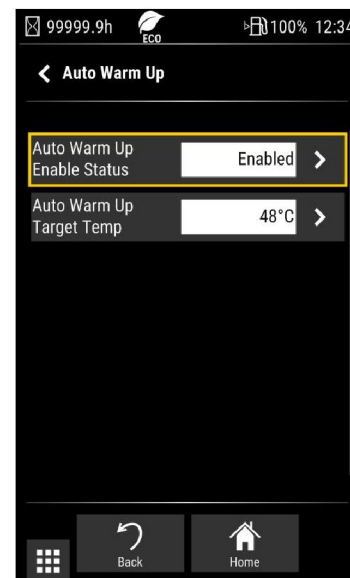 99999.9h ECO 100% 12:34
Auto Warm Up
Auto Warm Up
Enable Status
Enabled
Auto Warm Up
Target Temp
48°C
Back
Home